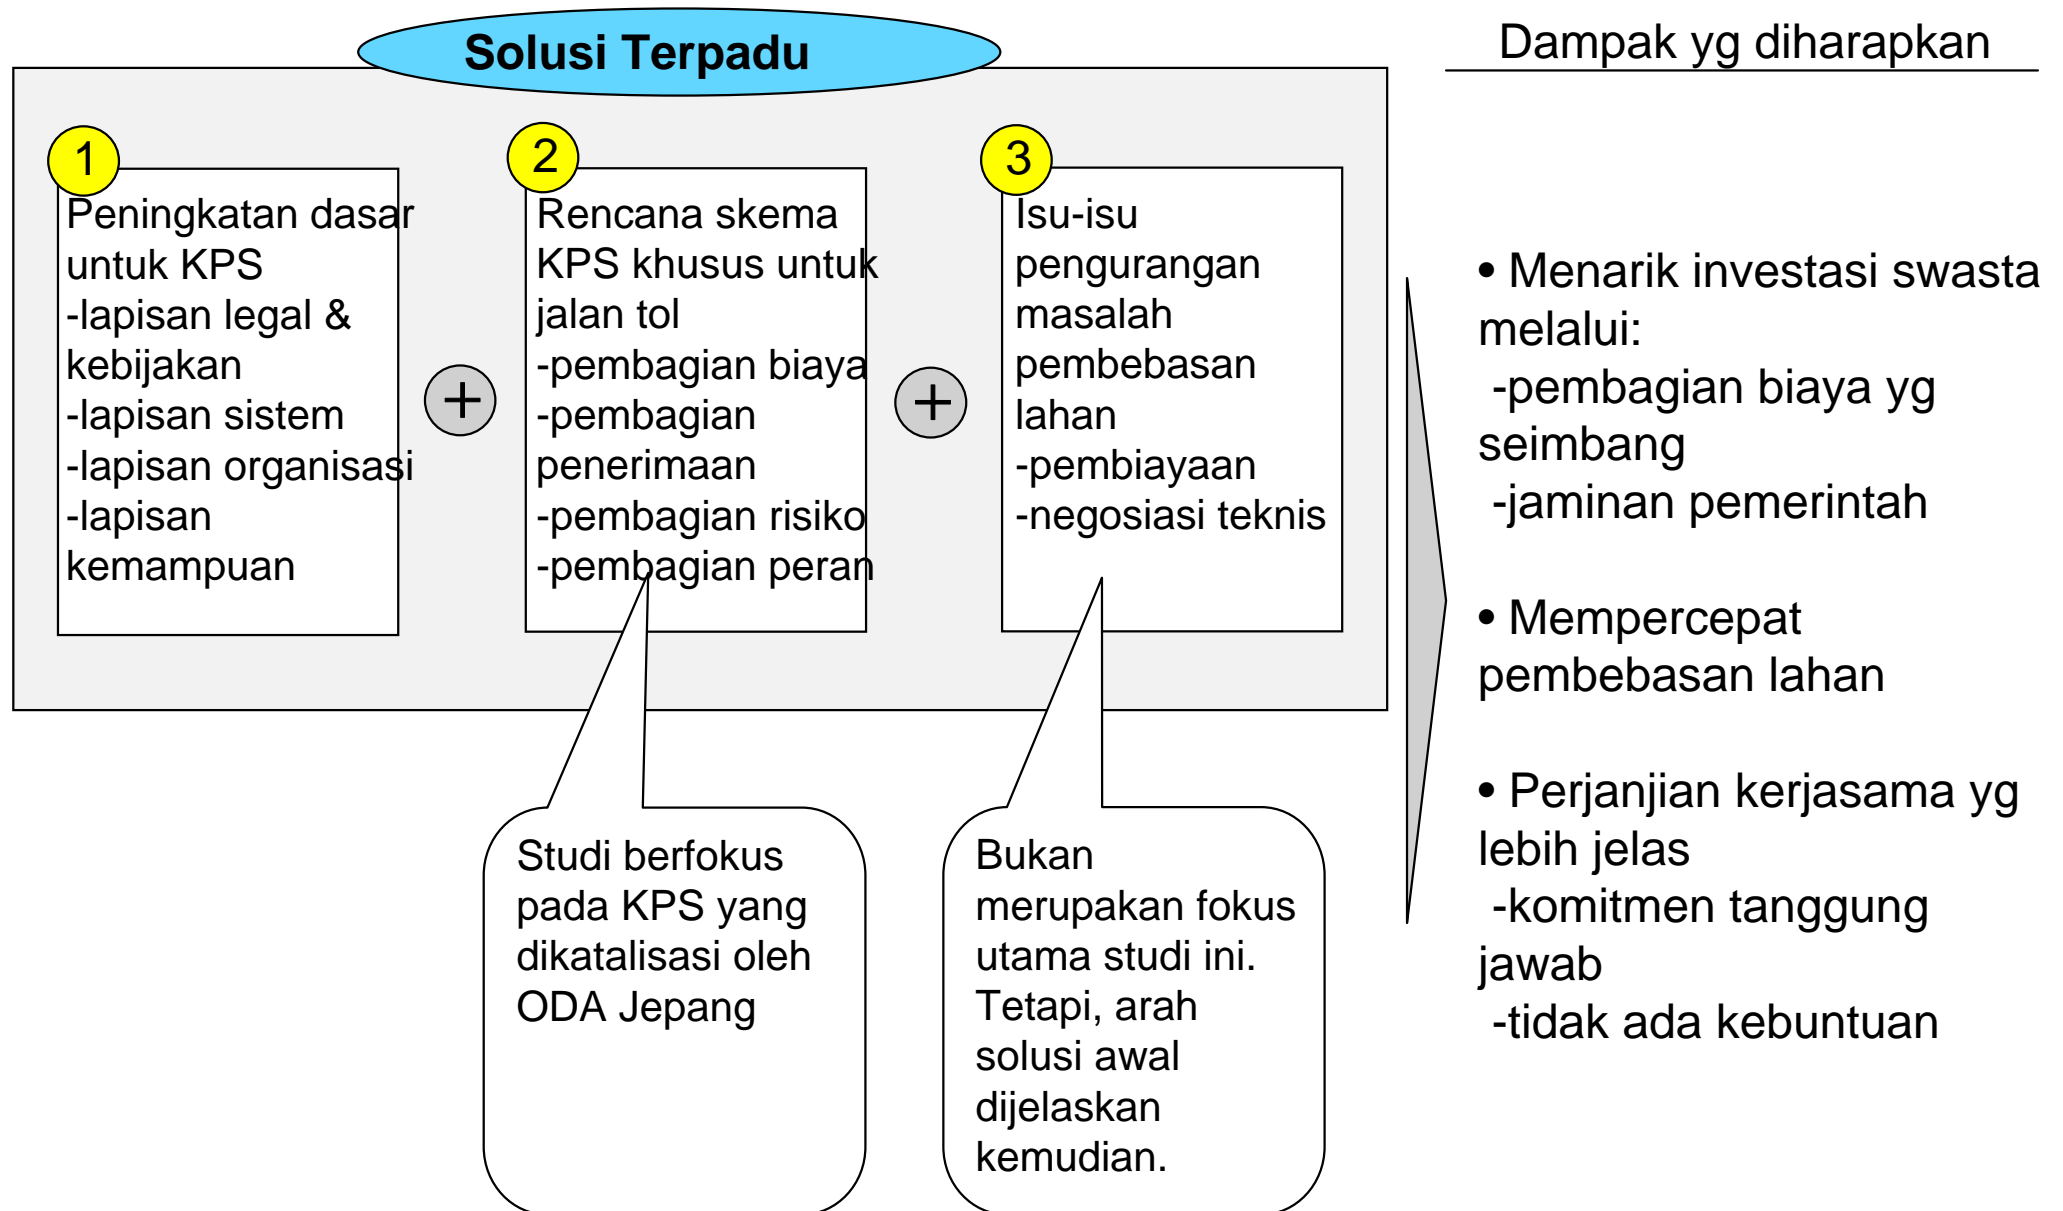 Solusi Terpadu
Dampak yg diharapkan
1
Peningkatan dasar
untuk KPS
-lapisan legal &
kebijakan
-lapisan sistem
-lapisan organisasi
-lapisan
kemampuan
+
2
Rencana skema
KPS khusus untuk
jalan tol
-pembagian biaya
-pembagian
penerimaan
-pembagian risiko
-pembagian peran
+
3
Isu-isu
pengurangan
masalah
pembebasan
lahan
-pembiayaan
-negosiasi teknis
Studi berfokus
pada KPS yang
dikatalisasi oleh
ODA Jepang
Bukan
merupakan fokus
utama studi ini.
Tetapi, arah
solusi awal
dijelaskan
kemudian.
• Menarik investasi swasta
melalui:
-pembagian biaya yg
seimbang
-jaminan pemerintah
• Mempercepat
pembebasan lahan
• Perjanjian kerjasama yg
lebih jelas
-komitmen tanggung
jawab
-tidak ada kebuntuan